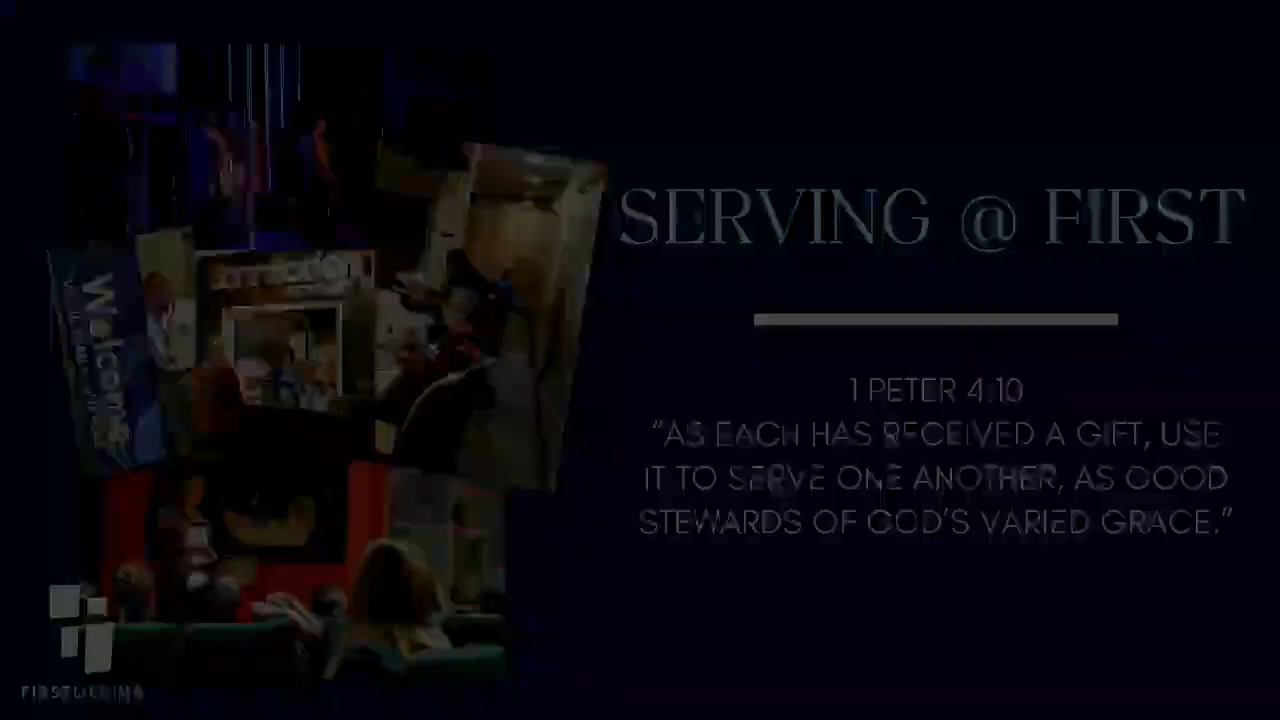 SERVING @ FIRST
1 PETER 4:10
“AS EACH HAS RECEIVED A GIFT, USE
IT TO SERVE ONE ANOTHER, AS GOOD
STEWARDS OF GOD'S VARIED GRACE.”
Welcome